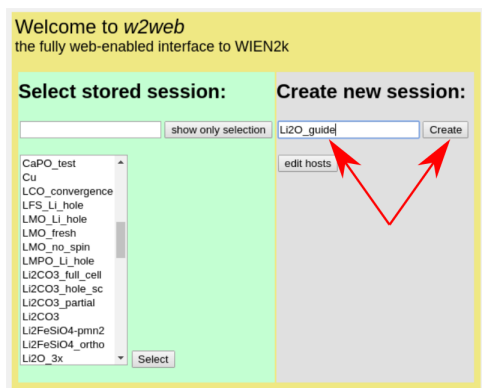 Welcome to w2web
the fully web-enabled interface to WIEN2k
Select stored session:
show only selection
CaPO_test
Cu
LCO_convergence
LFS_Li_hole
LMO_Li_hole
LMO_fresh
LMO_no_spin
LMPO_Li_hole
Li2CO3_full_cell
Li2CO3_hole_sc
Li2CO3_partial
Li2CO3
Li2FeSiO4-pmn2
Li2FeSiO4_ortho
Li2O_3x
Select
Create new session:
Li2O_guide Create
edit hosts